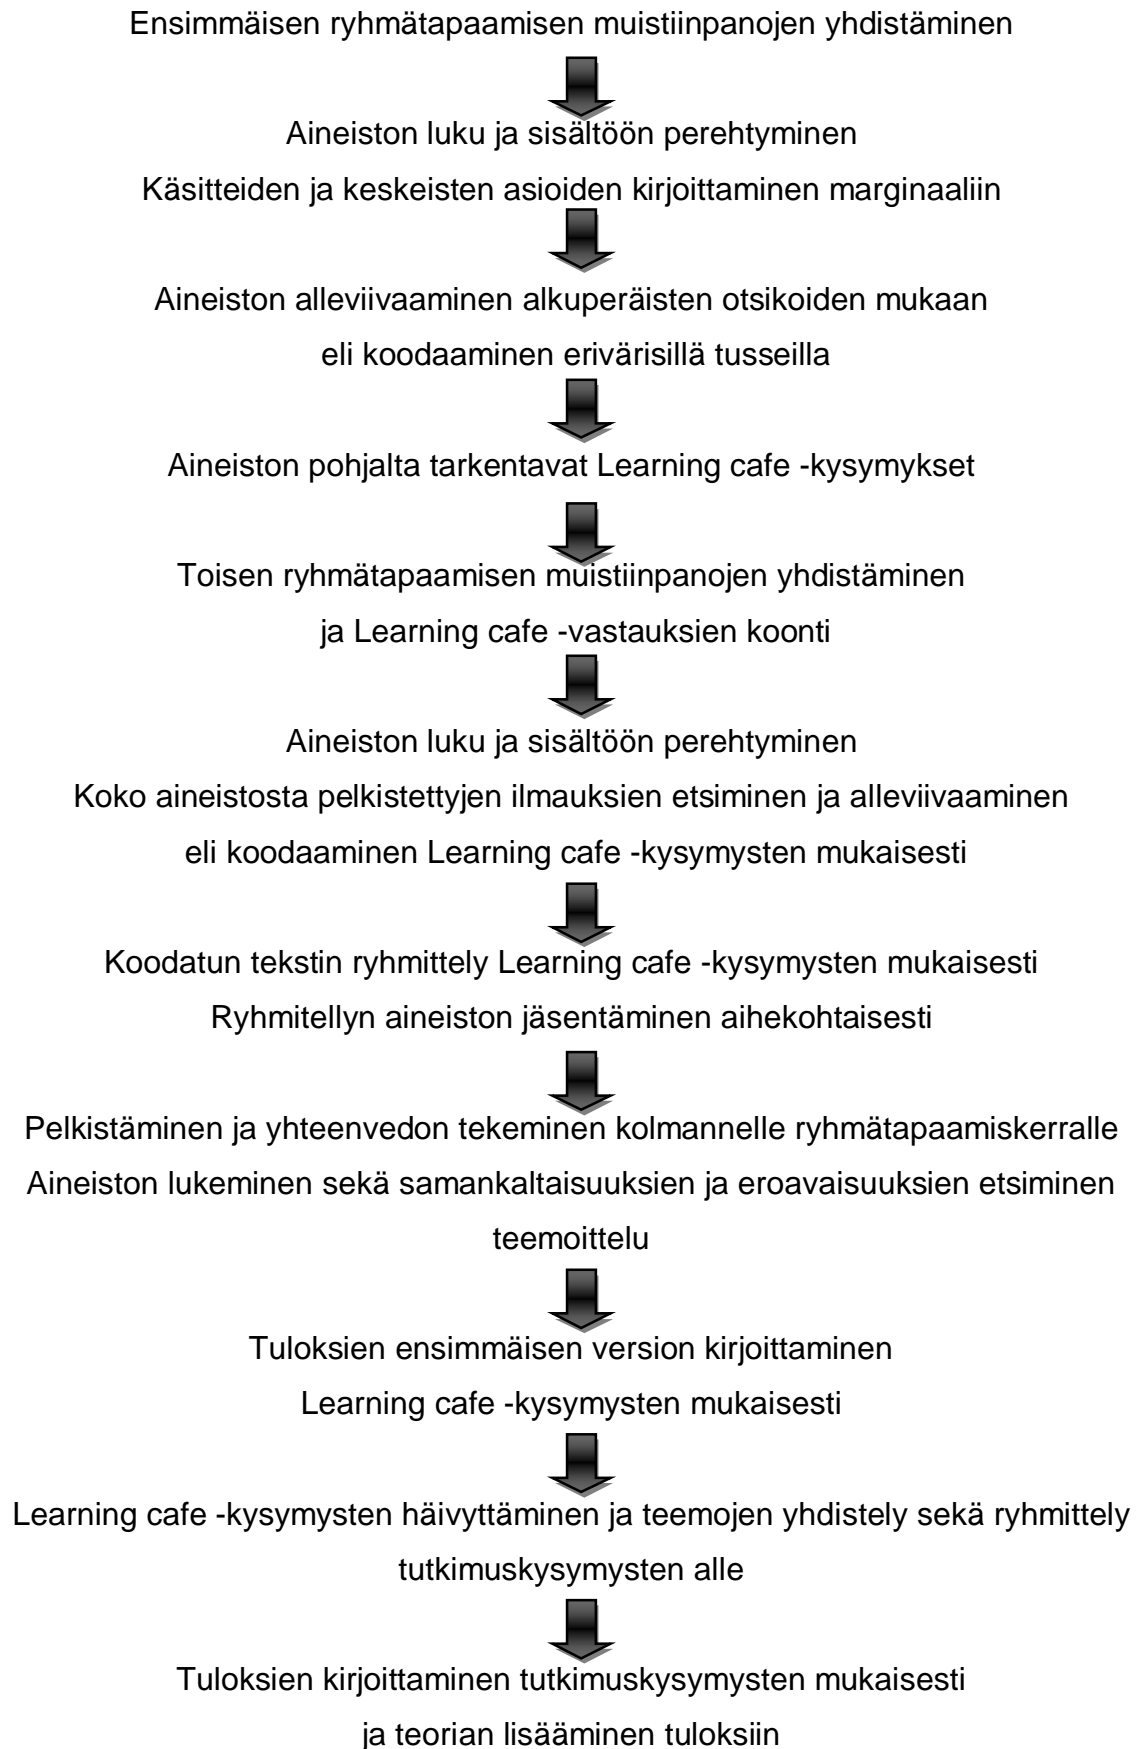 Ensimmäisen ryhmätapaamisen muistiinpanojen yhdistäminen
Aineiston luku ja sisältöön perehtyminen
Käsitteiden ja keskeisten asioiden kirjoittaminen marginaaliin
Aineiston alleviivaaminen alkuperäisten otsikoiden mukaan
eli koodaaminen erivärisillä tusseilla
Aineiston pohjalta tarkentavat Learning cafe -kysymykset
Toisen ryhmätapaamisen muistiinpanojen yhdistäminen
ja Learning cafe -vastauksien koonti
Aineiston luku ja sisältöön perehtyminen
Koko aineistosta pelkistettyjen ilmauksien etsiminen ja alleviivaaminen
eli koodaaminen Learning cafe -kysymysten mukaisesti
Koodatun tekstin ryhmittely Learning cafe -kysymysten mukaisesti
Ryhmitellyn aineiston jäsentäminen aihekohtaisesti
Pelkistäminen ja yhteenvedon tekeminen kolmannelle ryhmätapaamiskerralle
Aineiston lukeminen sekä samankaltaisuuksien ja eroavaisuuksien etsiminen
teemoittelu
Tuloksien ensimmäisen version kirjoittaminen
Learning cafe -kysymysten mukaisesti
Learning cafe -kysymysten häivyttäminen ja teemojen yhdistely sekä ryhmittely
tutkimuskysymysten alle
Tuloksien kirjoittaminen tutkimuskysymysten mukaisesti
ja teorian lisääminen tuloksiin